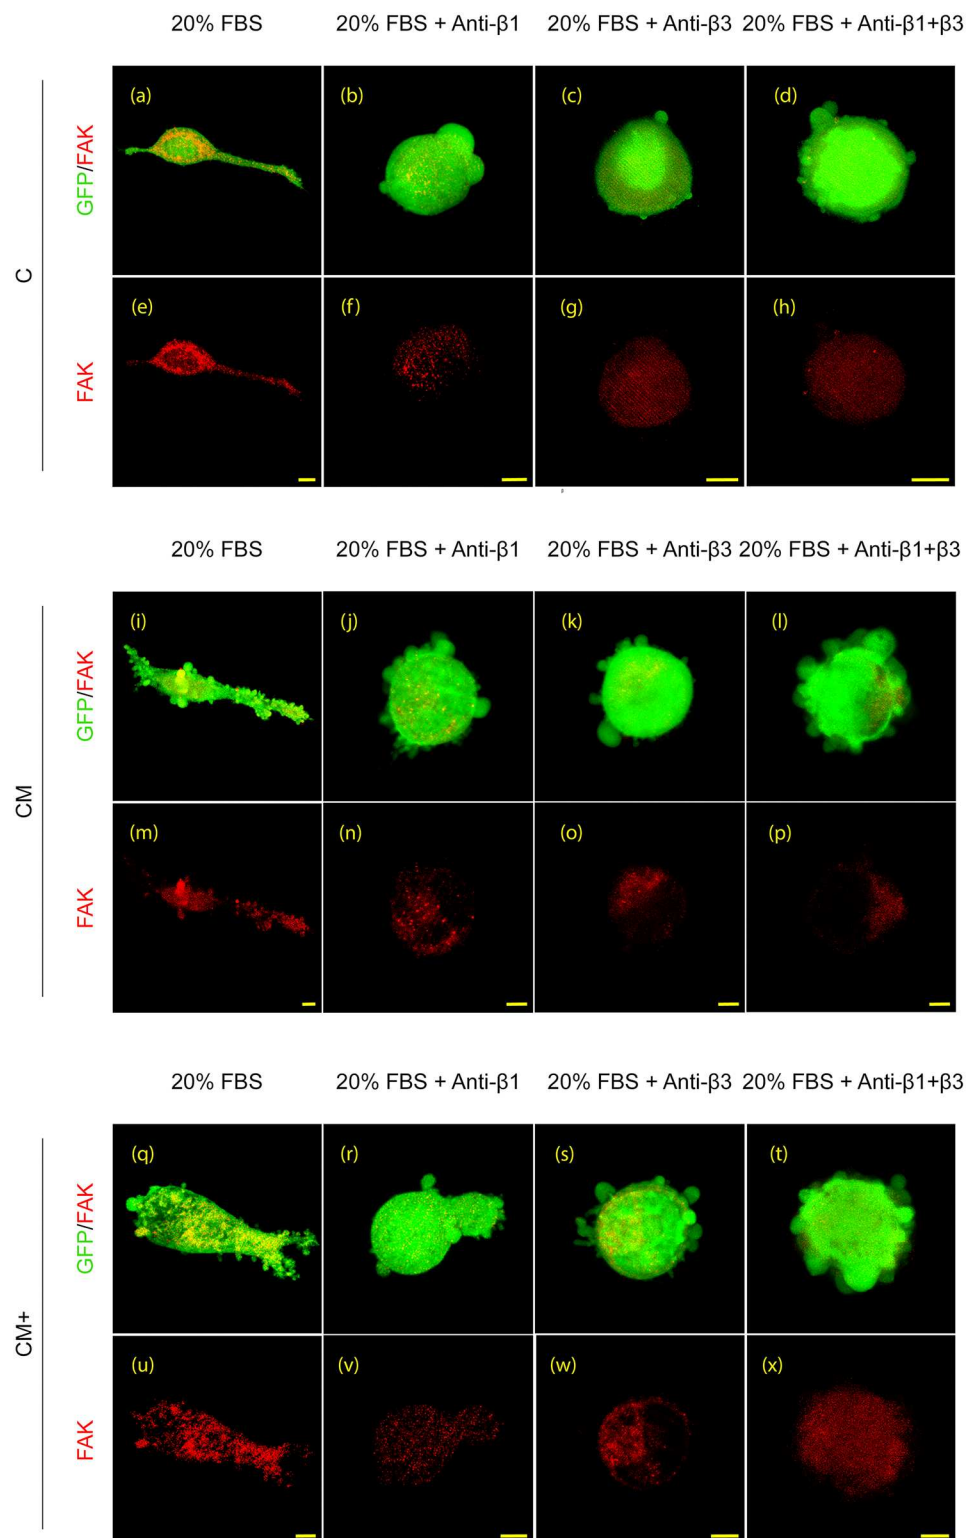 20% FBS 20% FBS + Anti-β1 20% FBS + Anti-β3 20% FBS + Anti-β1+β3
C
GFP/FAK
(a) (b) (c) (d)
FAK
(e) (f) (g) (h)
20% FBS 20% FBS + Anti-β1 20% FBS + Anti-β3 20% FBS + Anti-β1+β3
CM
GFP/FAK
(i) (j) (k) (l)
FAK
(m) (n) (o) (p)
20% FBS 20% FBS + Anti-β1 20% FBS + Anti-β3 20% FBS + Anti-β1+β3
CM+
GFP/FAK
(q) (r) (s) (t)
FAK
(u) (v) (w) (x)